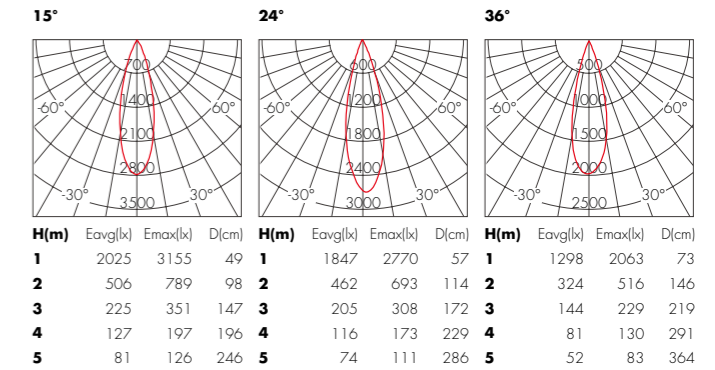 15° 24° 36°
700 600 500
1400 1200 1000
-60° 60° -60° 60° -60° 60°
2100 1800 1500
2800 2400 2000
-30° 30° -30° 30° -30° 30°
3500 3000 2500
H(m) Eavg(lx) Emax(lx) D(cm) H(m) Eavg(lx) Emax(lx) D(cm) H(m) Eavg(lx) Emax(lx) D(cm)
1 2025 3155 49 1 1847 2770 57 1 1298 2063 73
2 506 789 98 2 462 693 114 2 324 516 146
3 225 351 147 3 205 308 172 3 144 229 219
4 127 197 196 4 116 173 229 4 81 130 291
5 81 126 246 5 74 111 286 5 52 83 364